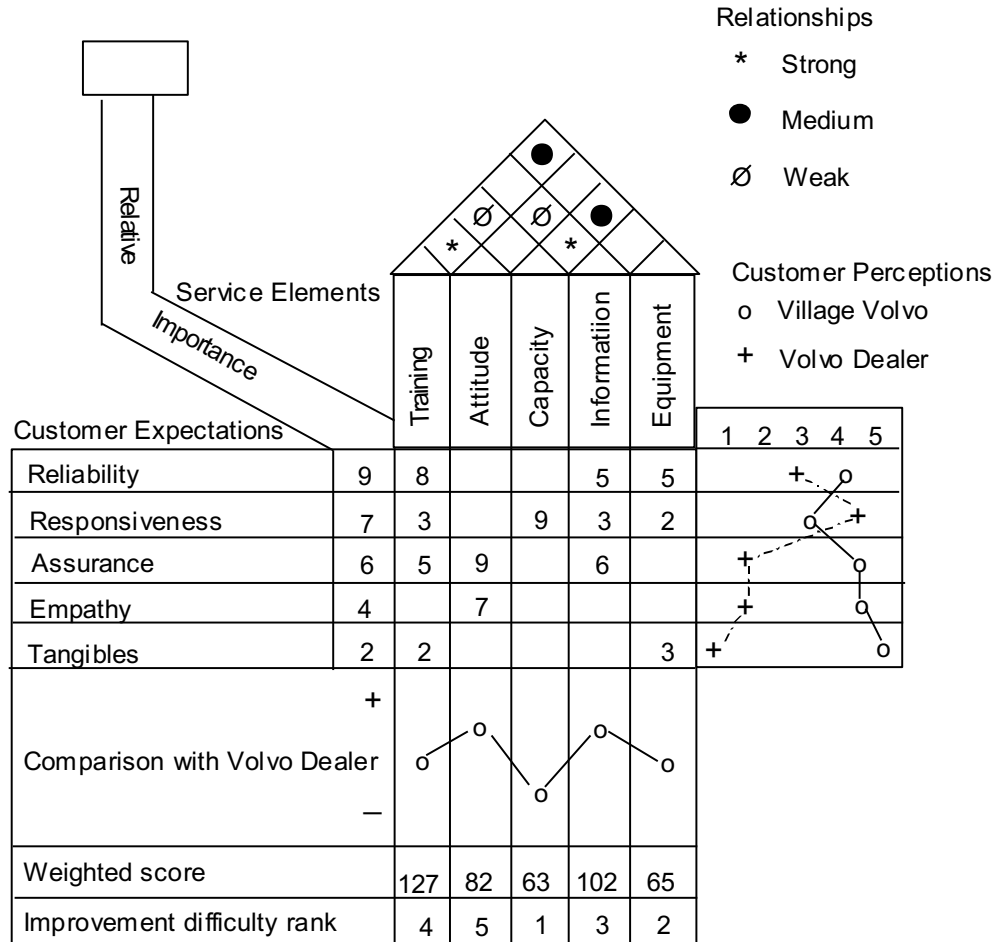 Relationships
* Strong
● Medium
Ø Weak
Relative
Importance
Service Elements
Customer Perceptions
o Village Volvo
+ Volvo Dealer
Training
Attitude
Capacity
Informatiion
Equipment
Customer Expectations
1 2 3 4 5
Reliability 9 8 5 5
Responsiveness 7 3 9 3 2
Assurance 6 5 9 6
Empathy 4 7
Tangibles 2 2 3
+
Comparison with Volvo Dealer
–
Weighted score 127 82 63 102 65
Improvement difficulty rank 4 5 1 3 2